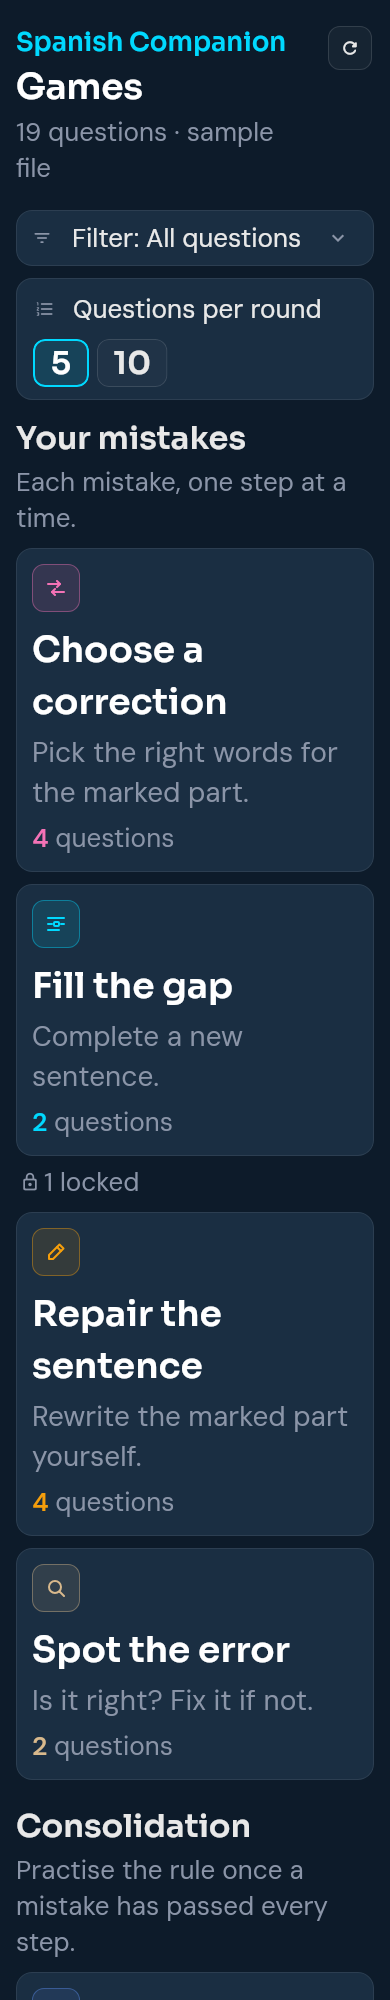 Spanish Companion
Games
19 questions · sample
file
Filter: All questions
Questions per round
5 10
Your mistakes
Each mistake, one step at a
time.
Choose a
correction
Pick the right words for
the marked part.
4 questions
Fill the gap
Complete a new
sentence.
2 questions
1 locked
Repair the
sentence
Rewrite the marked part
yourself.
4 questions
Spot the error
Is it right? Fix it if not.
2 questions
Consolidation
Practise the rule once a
mistake has passed every
step.